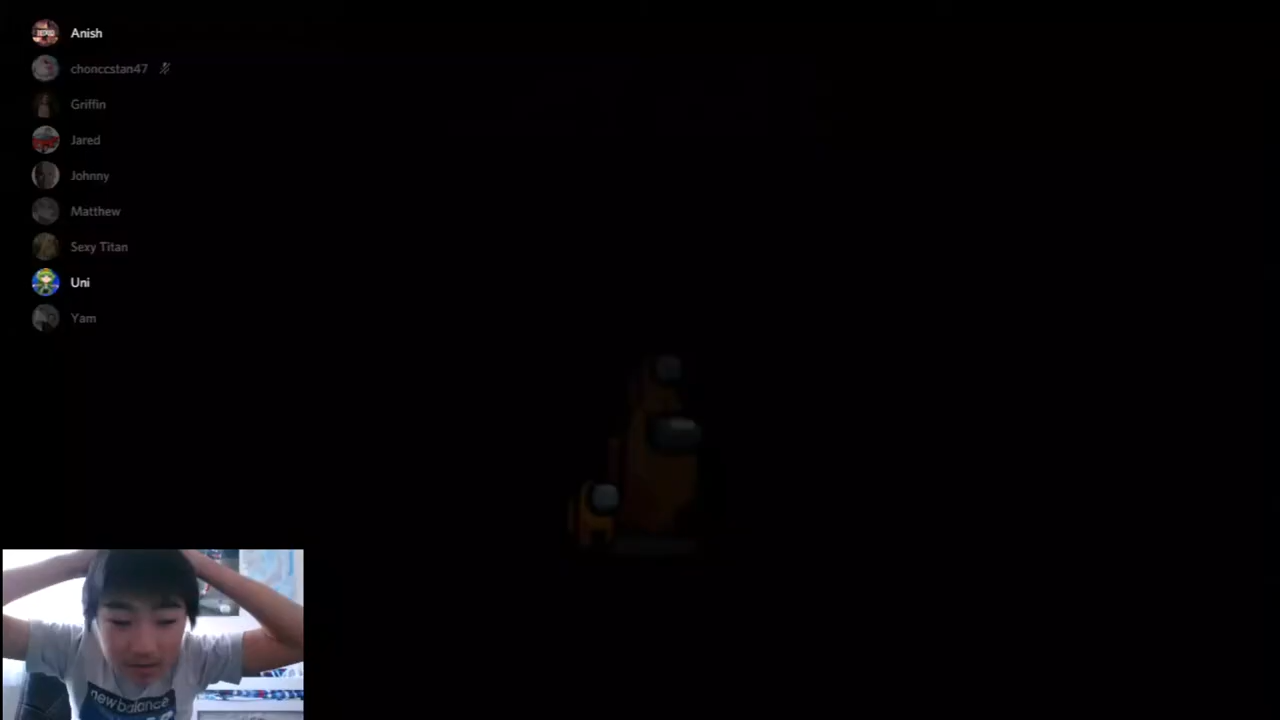 Anish
chonccstan47
Griffin
Jared
Johnny
Matthew
Sexy Titan
Uni
Yam
new balance